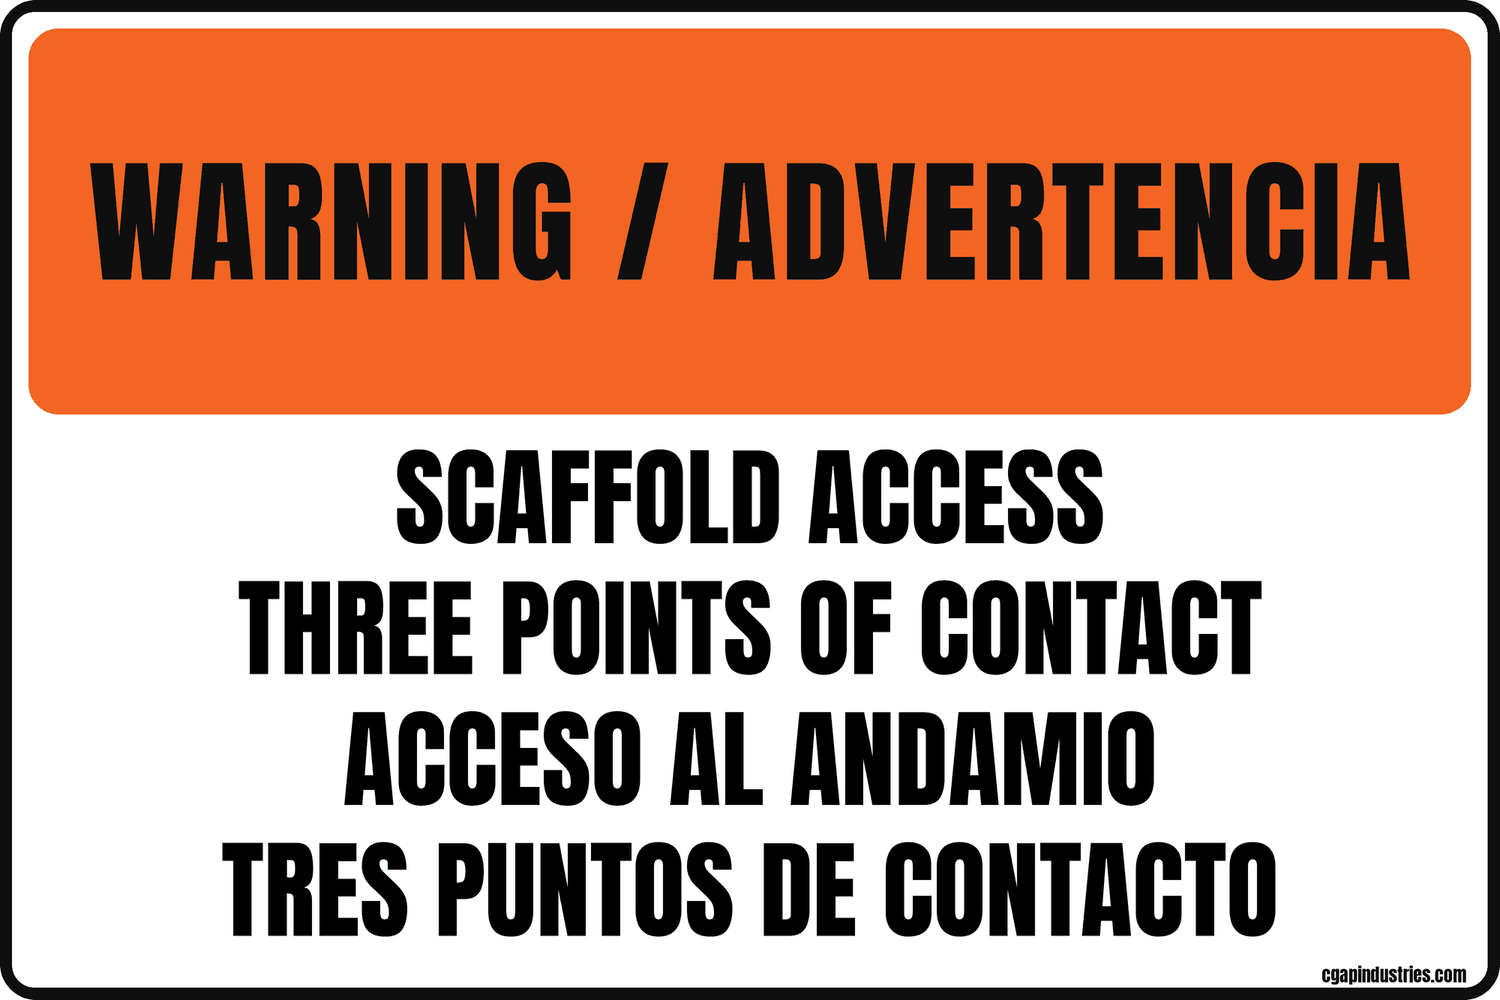 WARNING / ADVERTENCIA
SCAFFOLD ACCESS
THREE POINTS OF CONTACT
ACCESO AL ANDAMIO
TRES PUNTOS DE CONTACTO
cgapindustries.com